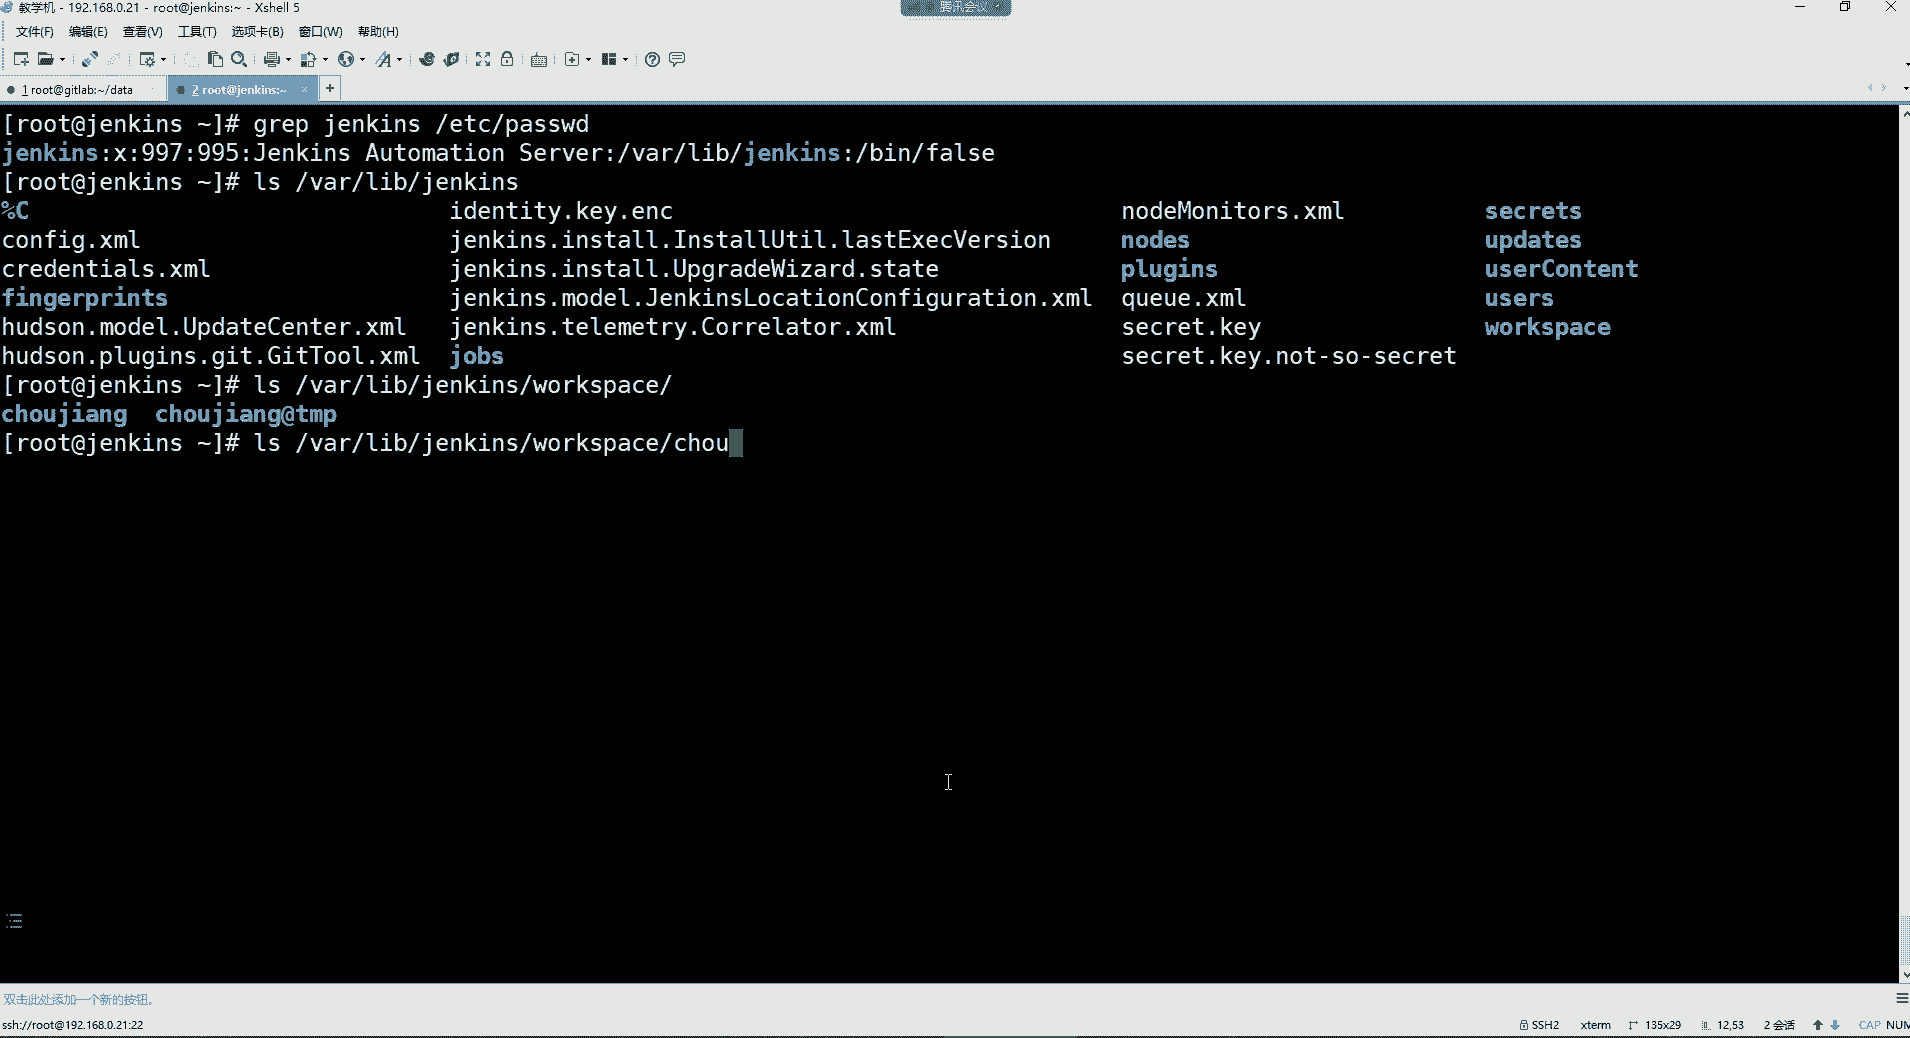 教学机 - 192.168.0.21 - root@jenkins:~ - Xshell 5
腾讯会议
文件(F) 编辑(E) 查看(V) 工具(T) 选项卡(B) 窗口(W) 帮助(H)
1 root@gitlab:~/data
2 root@jenkins:~ × +
[root@jenkins ~]# grep jenkins /etc/passwd
jenkins:x:997:995:Jenkins Automation Server:/var/lib/jenkins:/bin/false
[root@jenkins ~]# ls /var/lib/jenkins
%C identity.key.enc nodeMonitors.xml secrets
config.xml jenkins.install.InstallUtil.lastExecVersion nodes updates
credentials.xml jenkins.install.UpgradeWizard.state plugins userContent
fingerprints jenkins.model.JenkinsLocationConfiguration.xml queue.xml users
hudson.model.UpdateCenter.xml jenkins.telemetry.Correlator.xml secret.key workspace
hudson.plugins.git.GitTool.xml jobs secret.key.not-so-secret
[root@jenkins ~]# ls /var/lib/jenkins/workspace/
choujiang choujiang@tmp
[root@jenkins ~]# ls /var/lib/jenkins/workspace/chou
双击此处添加一个新的按钮。
ssh://root@192.168.0.21:22 SSH2 xterm 135x29 12,53 2 会话 CAP NUM